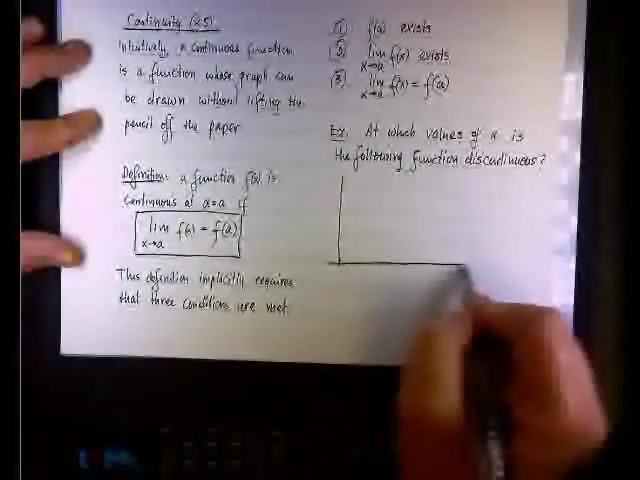 Continuity (2.5)
Intuitively, a continuous function
is a function whose graph can
be drawn without lifting the
pencil off the paper
Definition: a function f(x) is
continuous at x=a if
lim f(x) = f(a)
x→a
This definition implicitly requires
that three conditions are met
(1) f(a) exists
(2) lim f(x) exists
x→a
(3) lim f(x) = f(a)
x→a
Ex. At which values of x is
the following function discontinuous?